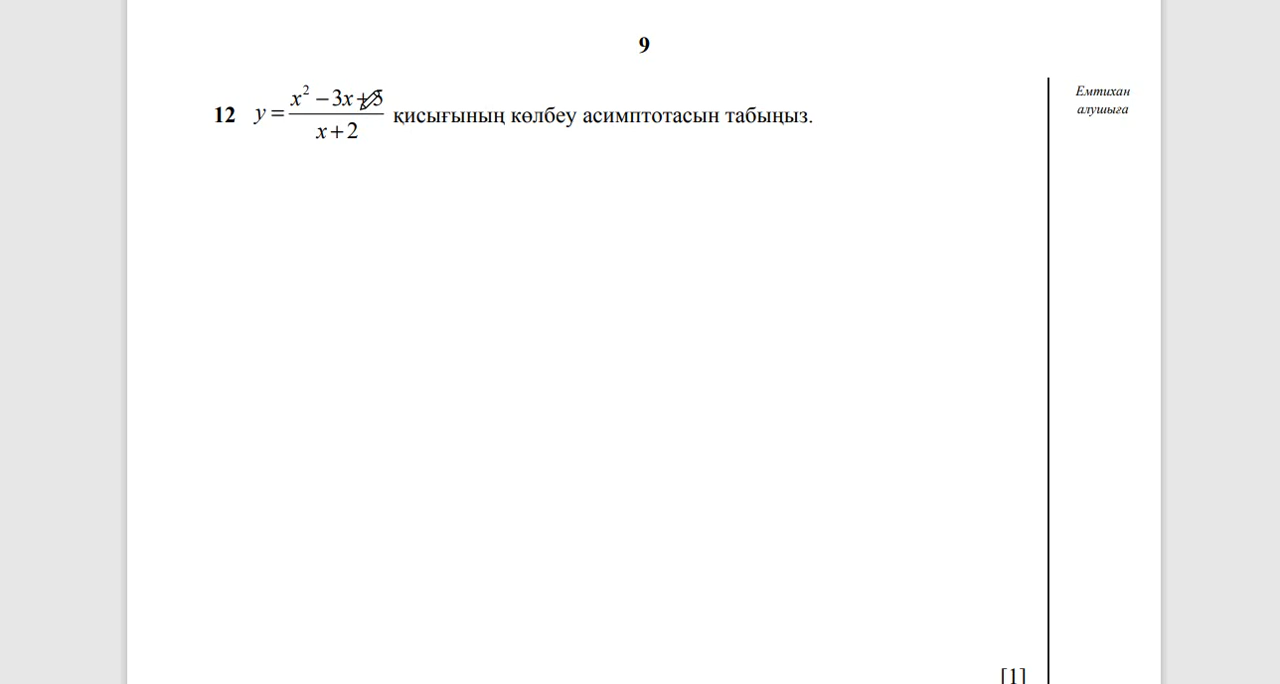 9
12 y = (x² − 3x + 5)/(x + 2) қисығының көлбеу асимптотасын табыңыз.
Емтихан
алушыға
[1]